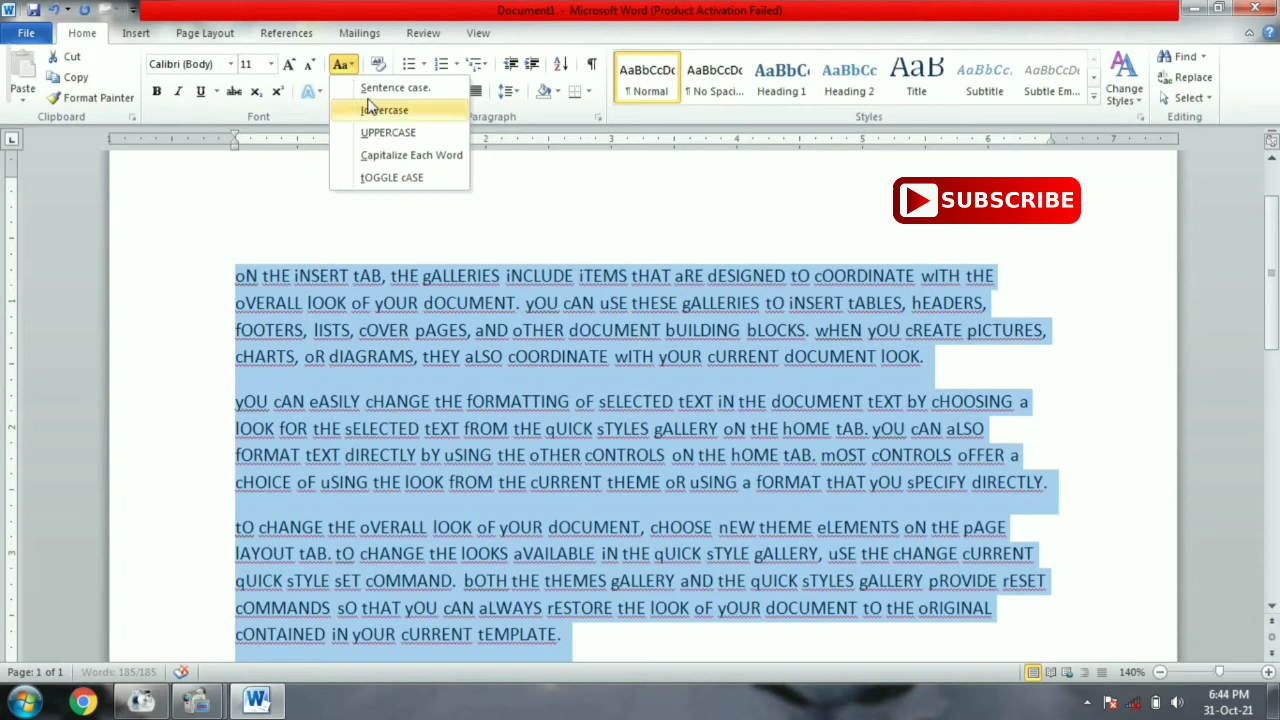 Document1 - Microsoft Word (Product Activation Failed)
File Home Insert Page Layout References Mailings Review View
Paste
Cut
Copy
Format Painter
Clipboard
Calibri (Body) 11
Aa
B I U abc x₂ x² A
Font
Sentence case.
lowercase
UPPERCASE
Capitalize Each Word
tOGGLE cASE
Paragraph
AaBbCcDc AaBbCcDc AaBbCc AaBbCc AaB AaBbCc. AaBbCcDc
¶ Normal ¶ No Spaci... Heading 1 Heading 2 Title Subtitle Subtle Em...
Change
Styles
Styles
Find
Replace
Select
Editing
2 3 4 5 6 7
SUBSCRIBE
oN tHE iNSERT tAB, tHE gALLERIES iNCLUDE iTEMS tHAT aRE dESIGNED tO cOORDINATE wITH tHE
oVERALL lOOK oF yOUR dOCUMENT. yOU cAN uSE tHESE gALLERIES tO iNSERT tABLES, hEADERS,
fOOTERS, lISTS, cOVER pAGES, aND oTHER dOCUMENT bUILDING bLOCKS. wHEN yOU cREATE pICTURES,
cHARTS, oR dIAGRAMS, tHEY aLSO cOORDINATE wITH yOUR cURRENT dOCUMENT lOOK.
yOU cAN eASILY cHANGE tHE fORMATTING oF sELECTED tEXT iN tHE dOCUMENT tEXT bY cHOOSING a
lOOK fOR tHE sELECTED tEXT fROM tHE qUICK sTYLES gALLERY oN tHE hOME tAB. yOU cAN aLSO
fORMAT tEXT dIRECTLY bY uSING tHE oTHER cONTROLS oN tHE hOME tAB. mOST cONTROLS oFFER a
cHOICE oF uSING tHE lOOK fROM tHE cURRENT tHEME oR uSING a fORMAT tHAT yOU sPECIFY dIRECTLY.
tO cHANGE tHE oVERALL lOOK oF yOUR dOCUMENT, cHOOSE nEW tHEME eLEMENTS oN tHE pAGE
lAYOUT tAB. tO cHANGE tHE lOOKS aVAILABLE iN tHE qUICK sTYLE gALLERY, uSE tHE cHANGE cURRENT
qUICK sTYLE sET cOMMAND. bOTH tHE tHEMES gALLERY aND tHE qUICK sTYLES gALLERY pROVIDE rESET
cOMMANDS sO tHAT yOU cAN aLWAYS rESTORE tHE lOOK oF yOUR dOCUMENT tO tHE oRIGINAL
cONTAINED iN yOUR cURRENT tEMPLATE.
Page: 1 of 1 Words: 185/185 140%
6:44 PM
31-Oct-21